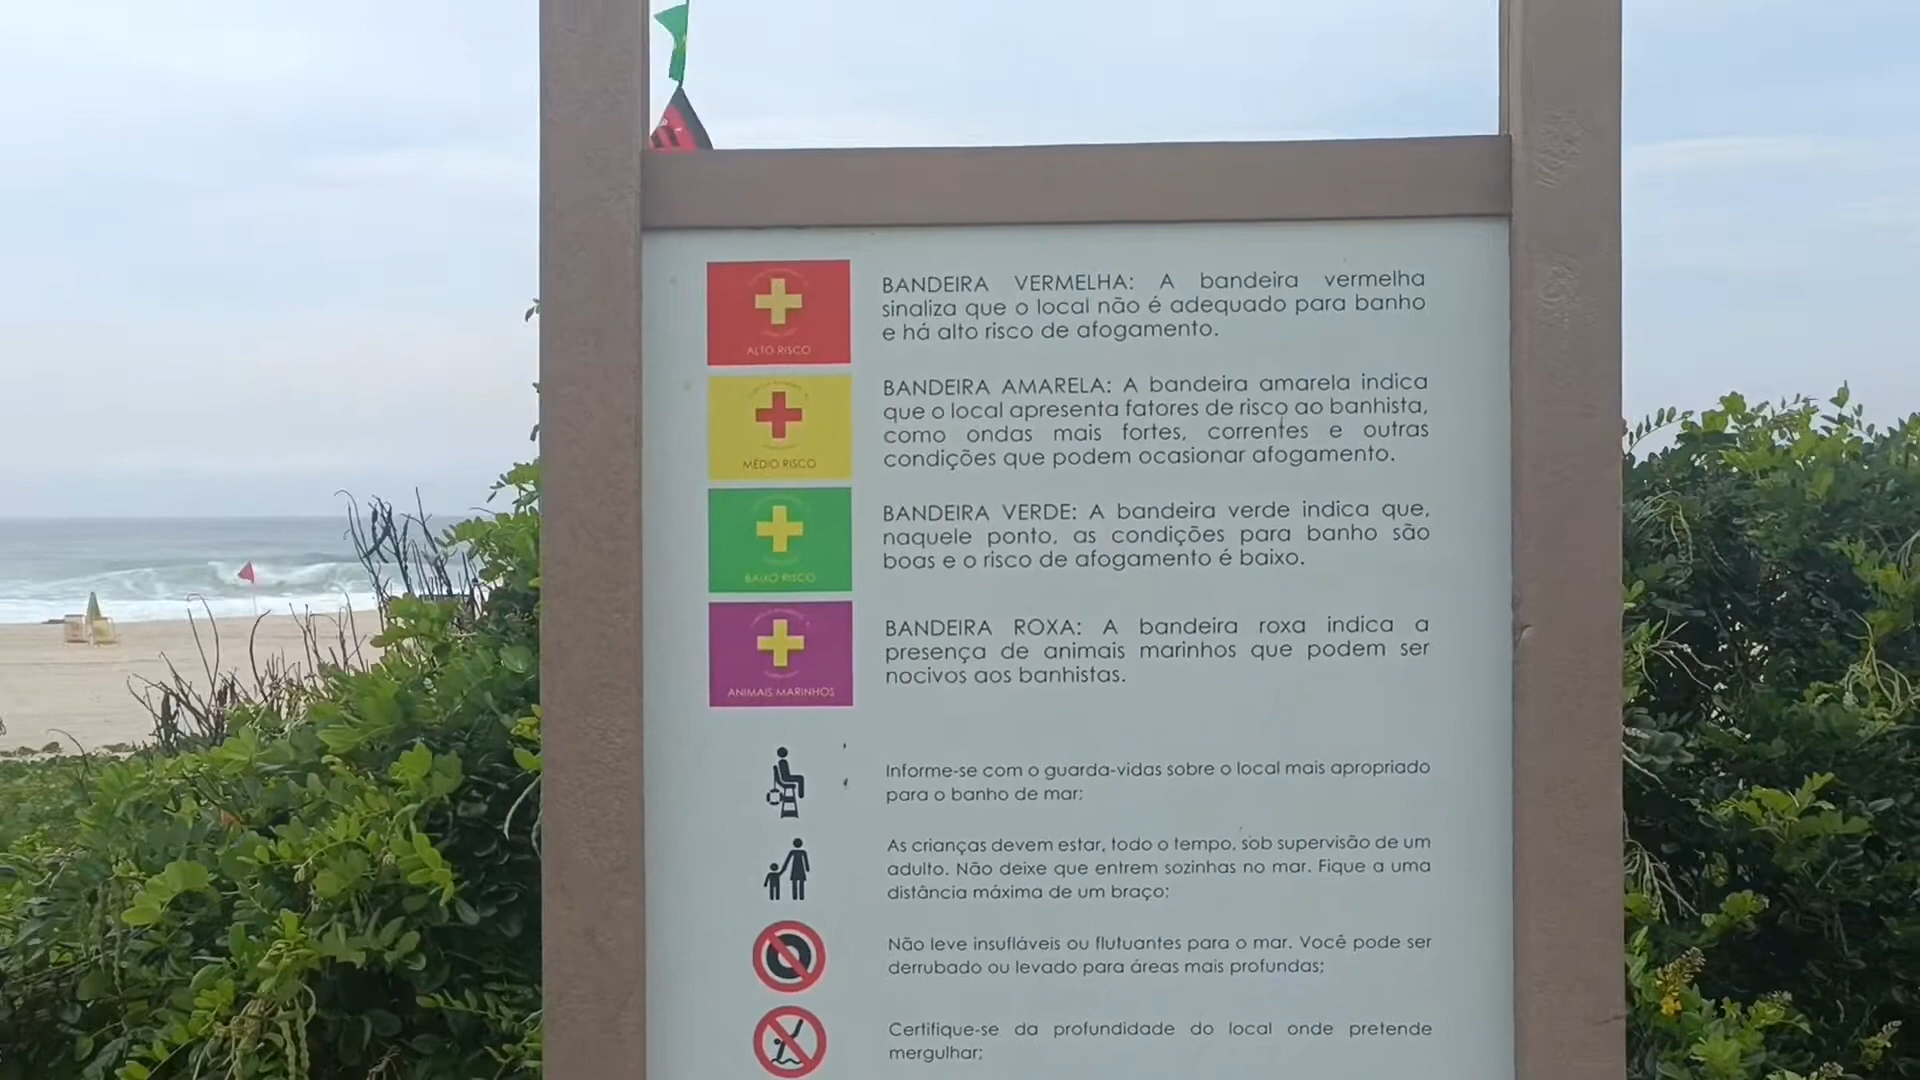 BANDEIRA VERMELHA: A bandeira vermelha
sinaliza que o local não é adequado para banho
e há alto risco de afogamento.
ALTO RISCO
BANDEIRA AMARELA: A bandeira amarela indica
que o local apresenta fatores de risco ao banhista,
como ondas mais fortes, correntes e outras
condições que podem ocasionar afogamento.
MÉDIO RISCO
BANDEIRA VERDE: A bandeira verde indica que,
naquele ponto, as condições para banho são
boas e o risco de afogamento é baixo.
BAIXO RISCO
BANDEIRA ROXA: A bandeira roxa indica a
presença de animais marinhos que podem ser
nocivos aos banhistas.
ANIMAIS MARINHOS
Informe-se com o guarda-vidas sobre o local mais apropriado
para o banho de mar;
As crianças devem estar, todo o tempo, sob supervisão de um
adulto. Não deixe que entrem sozinhas no mar. Fique a uma
distância máxima de um braço;
Não leve insufláveis ou flutuantes para o mar. Você pode ser
derrubado ou levado para áreas mais profundas;
Certifique-se da profundidade do local onde pretende
mergulhar;